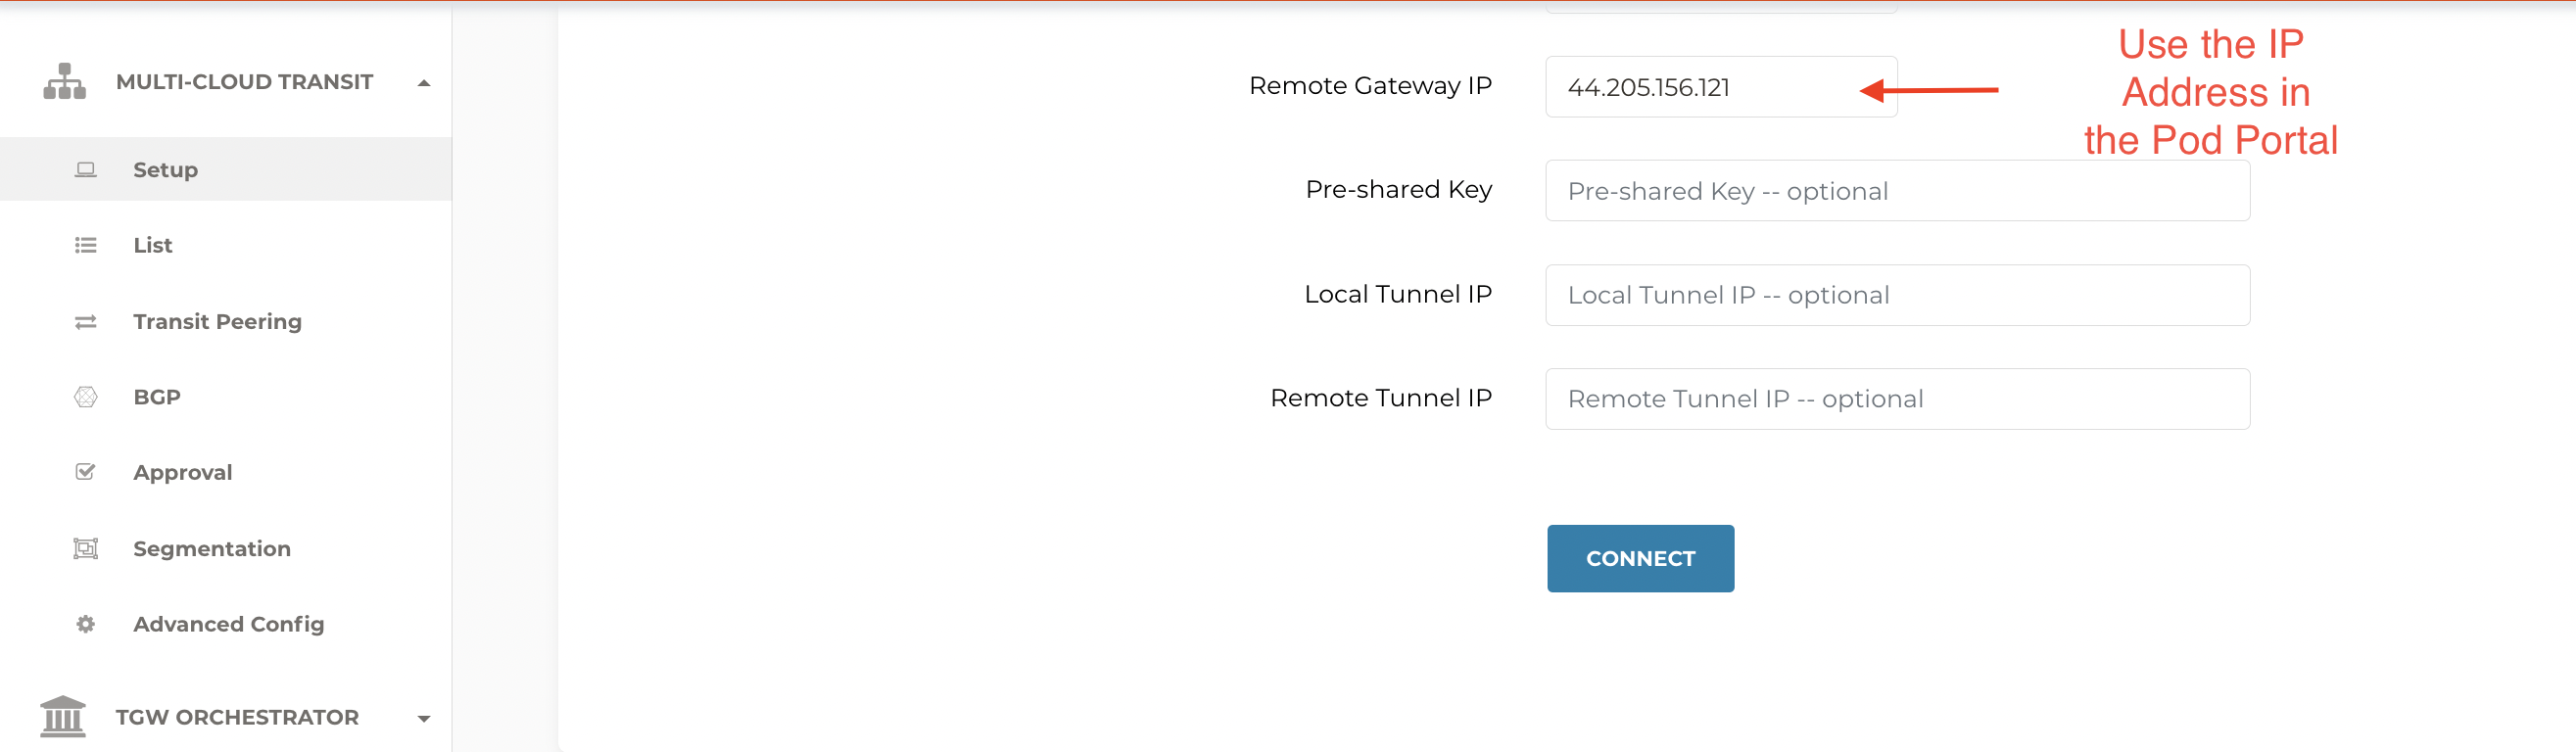 MULTI-CLOUD TRANSIT
Setup
List
Transit Peering
BGP
Approval
Segmentation
Advanced Config
TGW ORCHESTRATOR
Remote Gateway IP
44.205.156.121
Use the IP
Address in
the Pod Portal
Pre-shared Key
Pre-shared Key -- optional
Local Tunnel IP
Local Tunnel IP -- optional
Remote Tunnel IP
Remote Tunnel IP -- optional
CONNECT